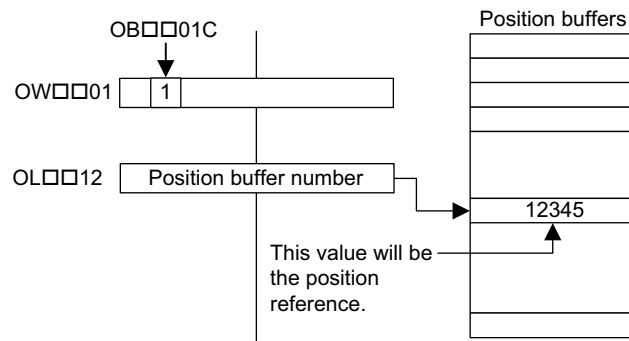 Position buffers
OB□□01C
OW□□01
1
OL□□12
Position buffer number
12345
This value will be
the position
reference.